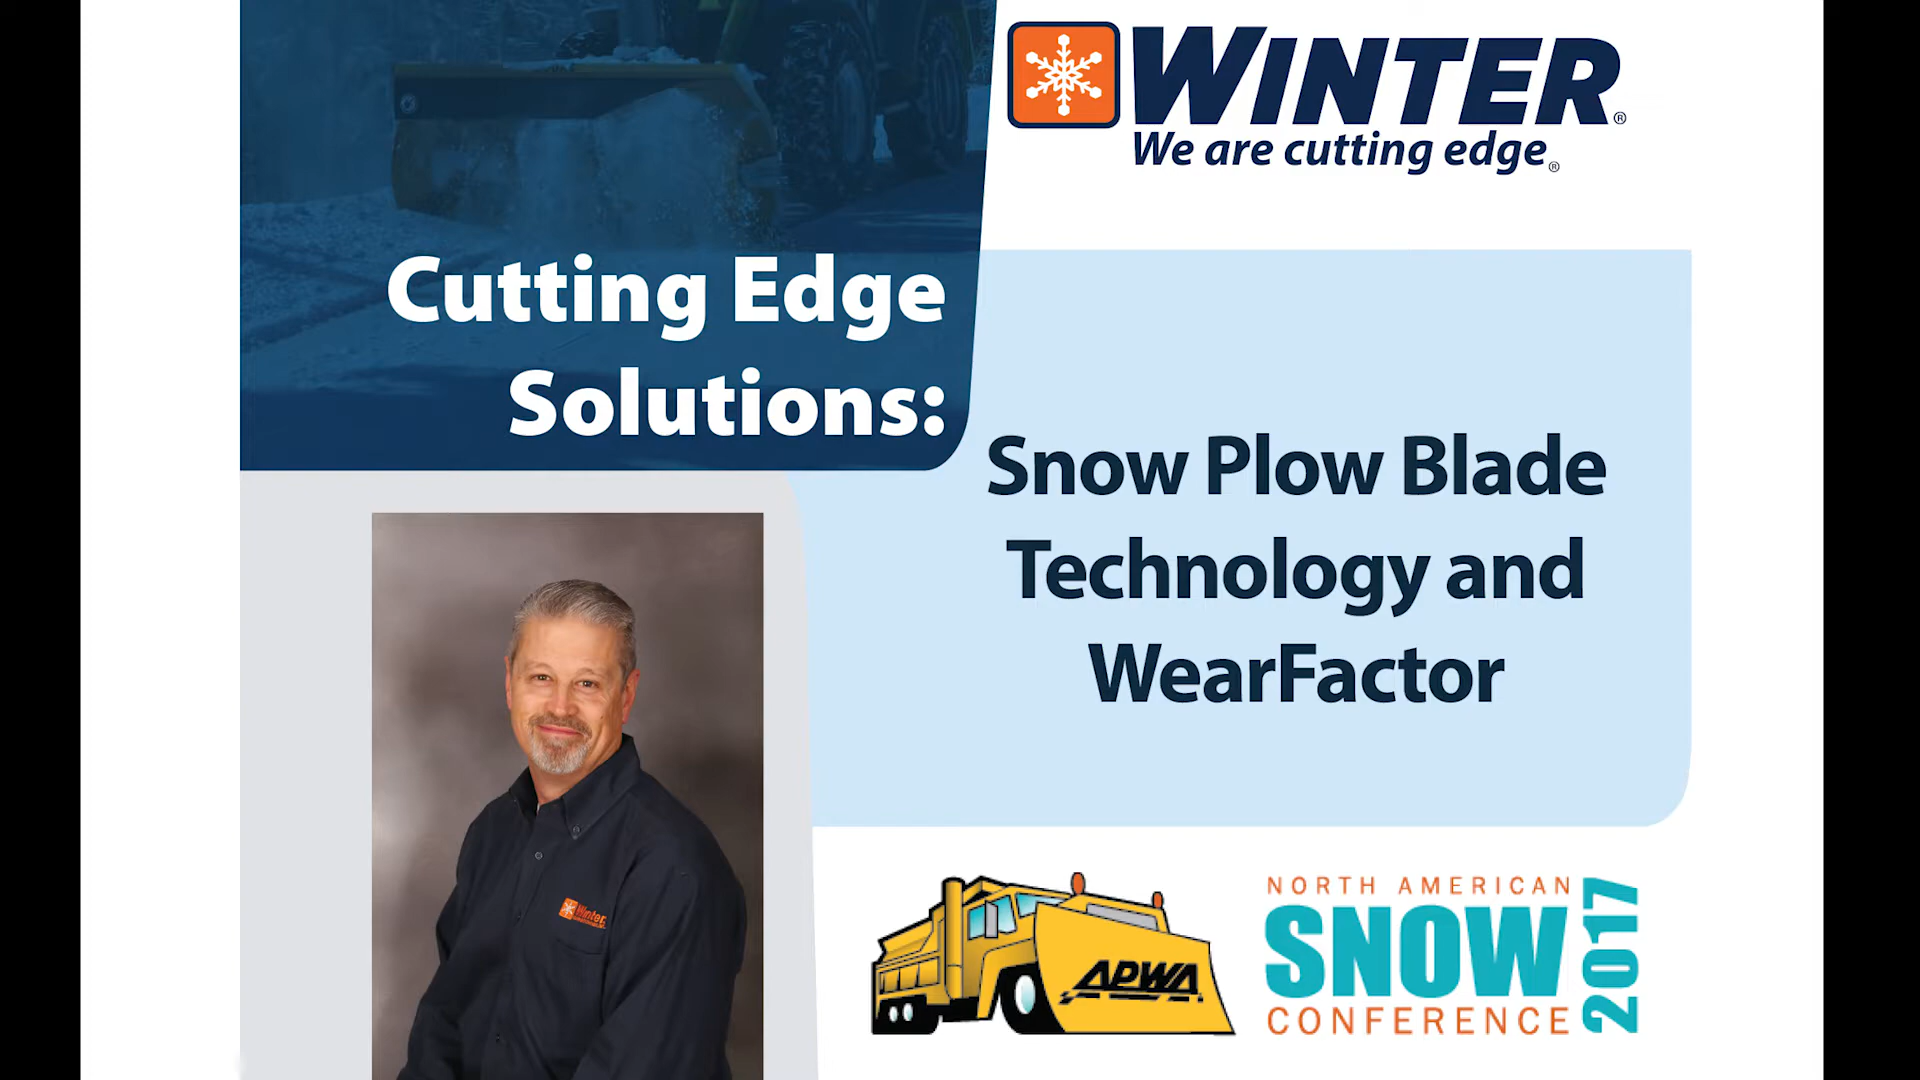 WINTER®
We are cutting edge®
Cutting Edge
Solutions:
Snow Plow Blade
Technology and
WearFactor
Winter
APWA
NORTH AMERICAN
SNOW
CONFERENCE
2017